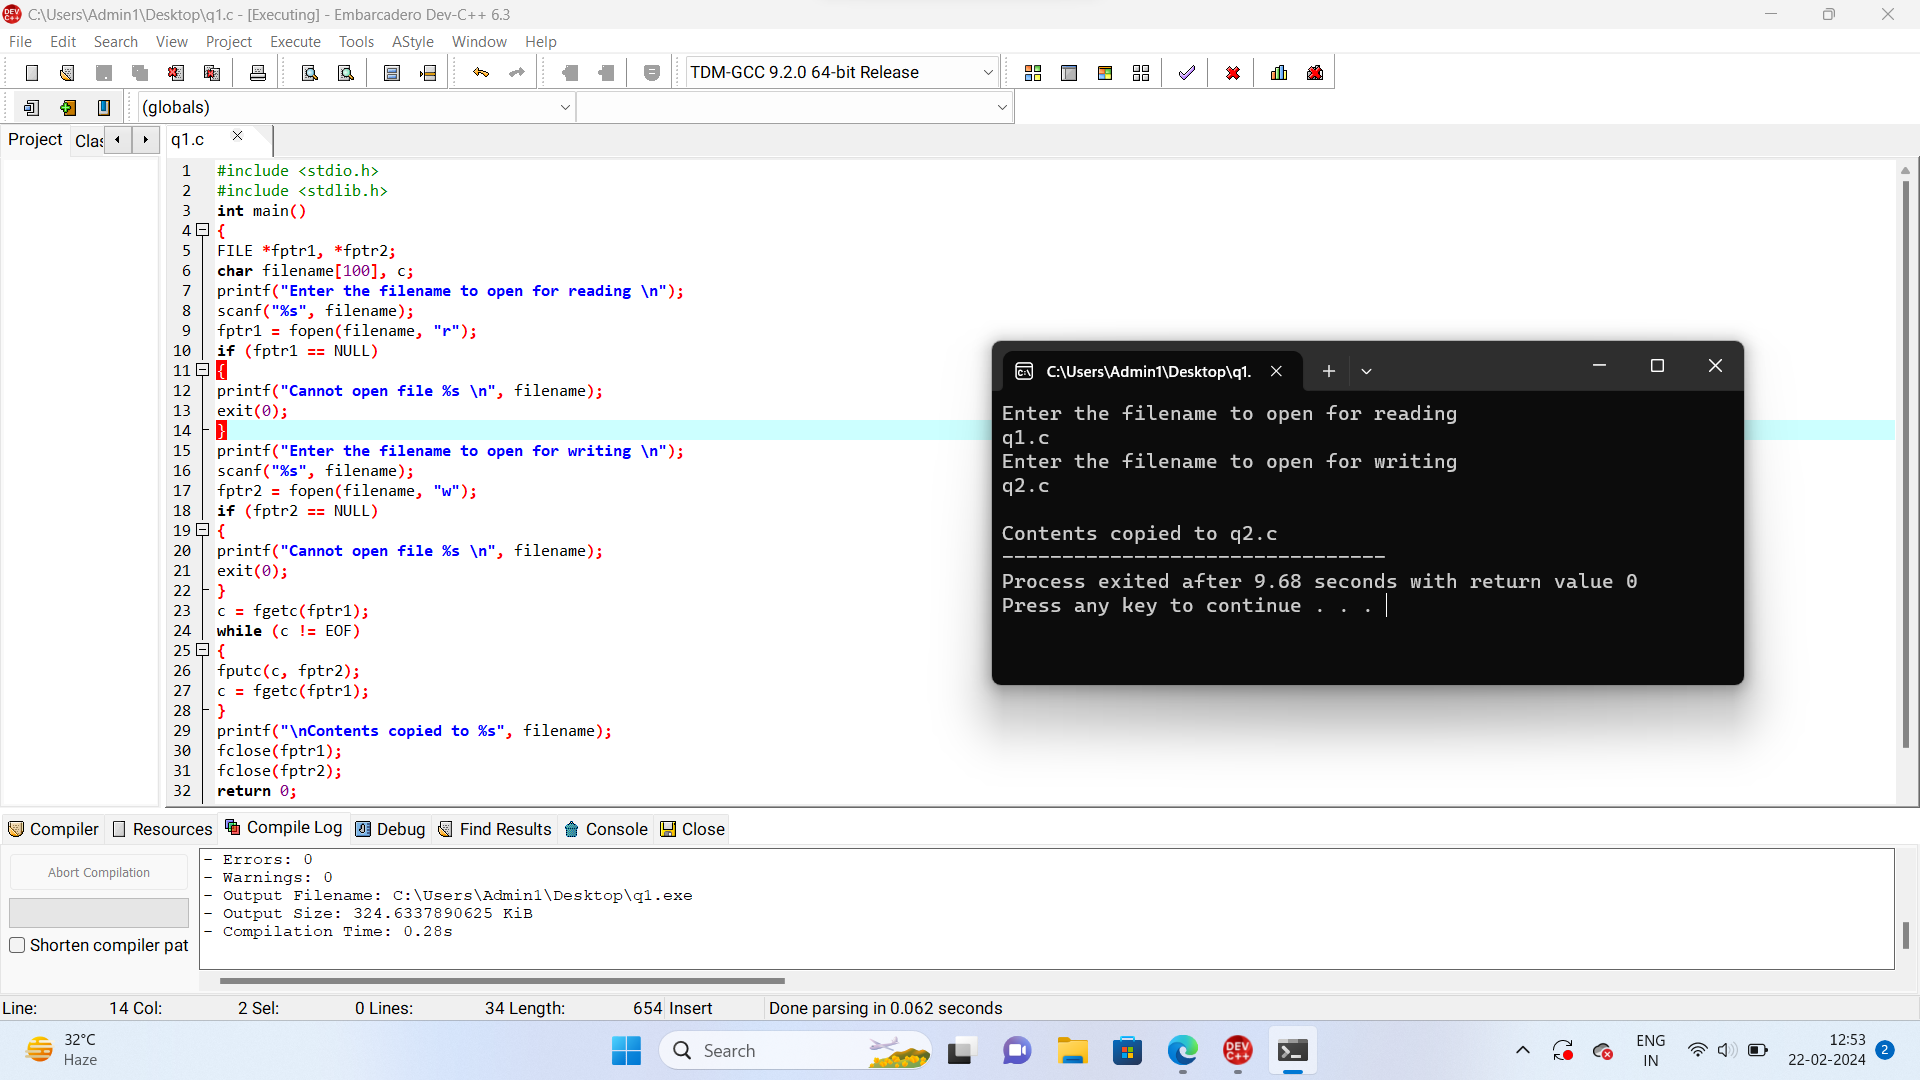 C:\Users\Admin1\Desktop\q1.c - [Executing] - Embarcadero Dev-C++ 6.3
File Edit Search View Project Execute Tools AStyle Window Help
TDM-GCC 9.2.0 64-bit Release
(globals)
Project Clas q1.c
1 #include <stdio.h>
2 #include <stdlib.h>
3 int main()
4 {
5 FILE *fptr1, *fptr2;
6 char filename[100], c;
7 printf("Enter the filename to open for reading \n");
8 scanf("%s", filename);
9 fptr1 = fopen(filename, "r");
10 if (fptr1 == NULL)
11 {
12 printf("Cannot open file %s \n", filename);
13 exit(0);
14 }
15 printf("Enter the filename to open for writing \n");
16 scanf("%s", filename);
17 fptr2 = fopen(filename, "w");
18 if (fptr2 == NULL)
19 {
20 printf("Cannot open file %s \n", filename);
21 exit(0);
22 }
23 c = fgetc(fptr1);
24 while (c != EOF)
25 {
26 fputc(c, fptr2);
27 c = fgetc(fptr1);
28 }
29 printf("\nContents copied to %s", filename);
30 fclose(fptr1);
31 fclose(fptr2);
32 return 0;
C:\Users\Admin1\Desktop\q1.
Enter the filename to open for reading
q1.c
Enter the filename to open for writing
q2.c
Contents copied to q2.c
--------------------------------
Process exited after 9.68 seconds with return value 0
Press any key to continue . . .
Compiler Resources Compile Log Debug Find Results Console Close
Abort Compilation
Shorten compiler pat
- Errors: 0
- Warnings: 0
- Output Filename: C:\Users\Admin1\Desktop\q1.exe
- Output Size: 324.6337890625 KiB
- Compilation Time: 0.28s
Line: 14 Col: 2 Sel: 0 Lines: 34 Length: 654 Insert Done parsing in 0.062 seconds
32°C
Haze
Search
DEV C++
ENG
IN
12:53
22-02-2024
2